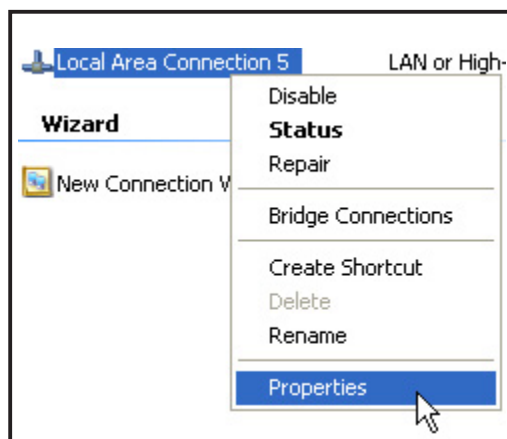 Local Area Connection 5 LAN or High-
Disable
Wizard
Status
Repair
New Connection W
Bridge Connections
Create Shortcut
Delete
Rename
Properties